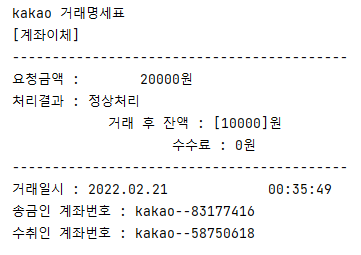 kakao 거래명세표
[계좌이체]
------------------------------------------
요청금액 : 20000원
처리결과 : 정상처리
거래 후 잔액 : [10000]원
수수료 : 0원
------------------------------------------
거래일시 : 2022.02.21 00:35:49
송금인 계좌번호 : kakao--83177416
수취인 계좌번호 : kakao--58750618